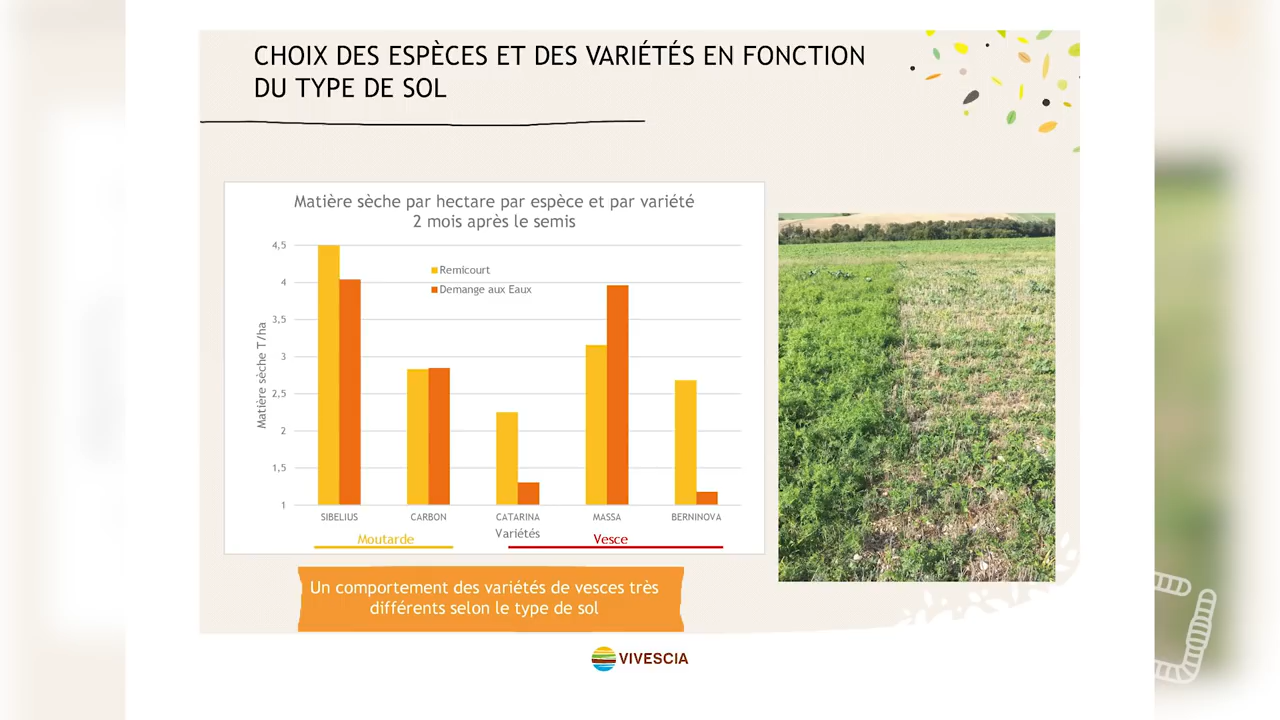 CHOIX DES ESPÈCES ET DES VARIÉTÉS EN FONCTION
DU TYPE DE SOL
Matière sèche par hectare par espèce et par variété
2 mois après le semis
4,5
4
3,5
3
2,5
2
1,5
1
Matière sèche T/ha
Remicourt
Demange aux Eaux
SIBELIUS
CARBON
CATARINA
MASSA
BERNINOVA
Variétés
Moutarde
Vesce
Un comportement des variétés de vesces très
différents selon le type de sol
VIVESCIA